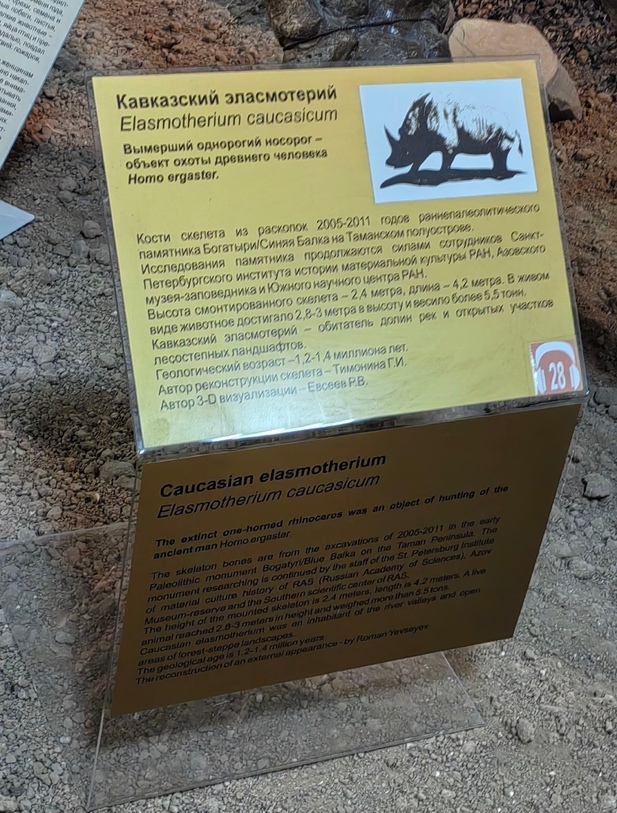 Кавказский эласмотерий
Elasmotherium caucasicum
Вымерший однорогий носорог –
объект охоты древнего человека
Homo ergaster.
Кости скелета из раскопок 2005-2011 годов раннепалеолитического
памятника Богатыри/Синяя Балка на Таманском полуострове.
Исследования памятника продолжаются силами сотрудников Санкт-
Петербургского института истории материальной культуры РАН, Азовского
музея-заповедника и Южного научного центра РАН.
Высота смонтированного скелета – 2,4 метра, длина – 4,2 метра. В живом
виде животное достигало 2,8-3 метра в высоту и весило более 5,5 тонн.
Кавказский эласмотерий – обитатель долин рек и открытых участков
лесостепных ландшафтов.
Геологический возраст –1,2-1,4 миллиона лет.
Автор реконструкции скелета – Тимонина Г.И.
Автор 3-D визуализации – Евсеев Р.В.
28
Caucasian elasmotherium
Elasmotherium caucasicum
The extinct one-horned rhinoceros was an object of hunting of the
ancient man Homo ergaster.
The skeleton bones are from the excavations of 2005-2011 in the early
Paleolithic monument Bogatyri/Blue Balka on the Taman Peninsula. The
monument researching is continued by the staff of the St. Petersburg Institute
of material culture history of RAS (Russian Academy of Sciences), Azov
Museum-reserve and the Southern scientific center of RAS.
The height of the mounted skeleton is 2.4 meters, length is 4.2 meters. A live
animal reached 2.8-3 meters in height and weighed more than 5.5 tons.
Caucasian elasmotherium was an inhabitant of the river valleys and open
areas of forest-steppe landscapes.
The geological age is 1.2-1.4 million years
The reconstruction of an external appearance - by Roman Yevseyev